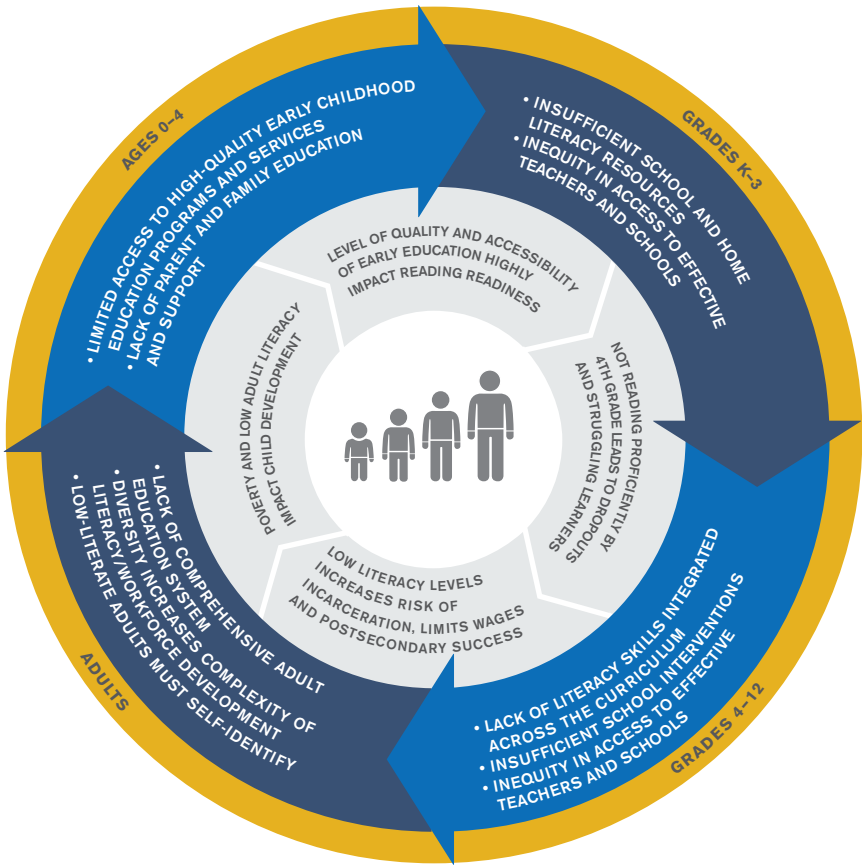 AGES 0–4
• LIMITED ACCESS TO HIGH-QUALITY EARLY CHILDHOOD
EDUCATION PROGRAMS AND SERVICES
• LACK OF PARENT AND FAMILY EDUCATION
AND SUPPORT
GRADES K–3
• INSUFFICIENT SCHOOL AND HOME
LITERACY RESOURCES
• INEQUITY IN ACCESS TO EFFECTIVE
TEACHERS AND SCHOOLS
GRADES 4–12
• LACK OF LITERACY SKILLS INTEGRATED
ACROSS THE CURRICULUM
• INSUFFICIENT SCHOOL INTERVENTIONS
• INEQUITY IN ACCESS TO EFFECTIVE
TEACHERS AND SCHOOLS
ADULTS
• LACK OF COMPREHENSIVE ADULT
EDUCATION SYSTEM
• DIVERSITY INCREASES COMPLEXITY OF
LITERACY/WORKFORCE DEVELOPMENT
• LOW-LITERATE ADULTS MUST SELF-IDENTIFY
LEVEL OF QUALITY AND ACCESSIBILITY
OF EARLY EDUCATION HIGHLY
IMPACT READING READINESS
NOT READING PROFICIENTLY BY
4TH GRADE LEADS TO DROPOUTS
AND STRUGGLING LEARNERS
LOW LITERACY LEVELS
INCREASES RISK OF
INCARCERATION, LIMITS WAGES
AND POSTSECONDARY SUCCESS
POVERTY AND LOW ADULT LITERACY
IMPACT CHILD DEVELOPMENT